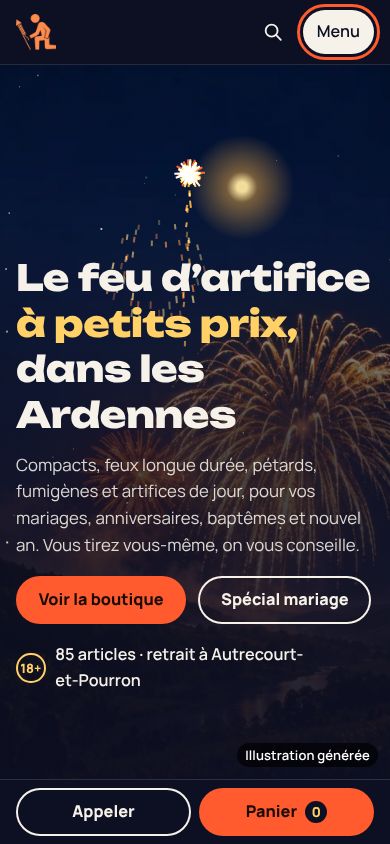 Menu
Le feu d’artifice
à petits prix,
dans les
Ardennes
Compacts, feux longue durée, pétards,
fumigènes et artifices de jour, pour vos
mariages, anniversaires, baptêmes et nouvel
an. Vous tirez vous-même, on vous conseille.
Voir la boutique
Spécial mariage
18+
85 articles · retrait à Autrecourt-
et-Pourron
Illustration générée
Appeler
Panier 0